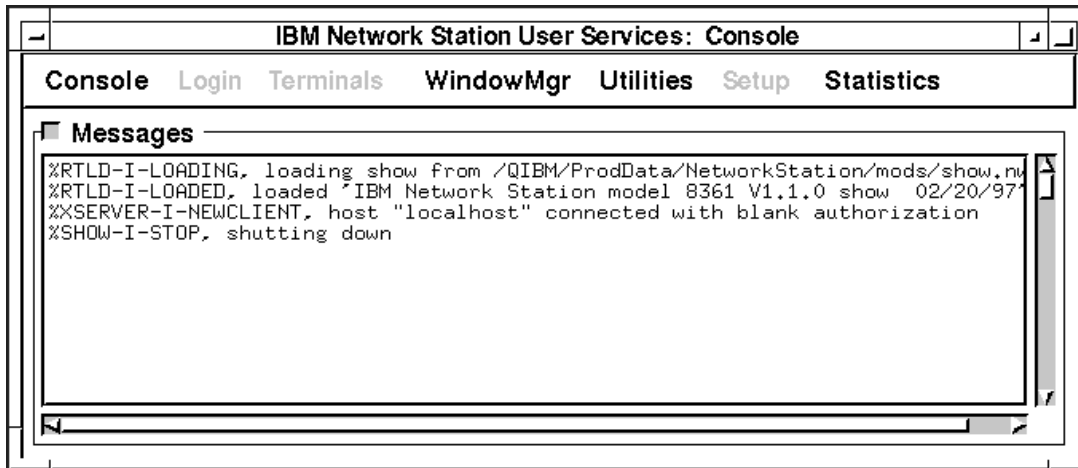 IBM Network Station User Services: Console
Console Login Terminals WindowMgr Utilities Setup Statistics
Messages
%RTLD-I-LOADING, loading show from /QIBM/ProdData/NetworkStation/mods/show.nw
%RTLD-I-LOADED, loaded "IBM Network Station model 8361 V1.1.0 show 02/20/97"
%XSERVER-I-NEWCLIENT, host "localhost" connected with blank authorization
%SHOW-I-STOP, shutting down